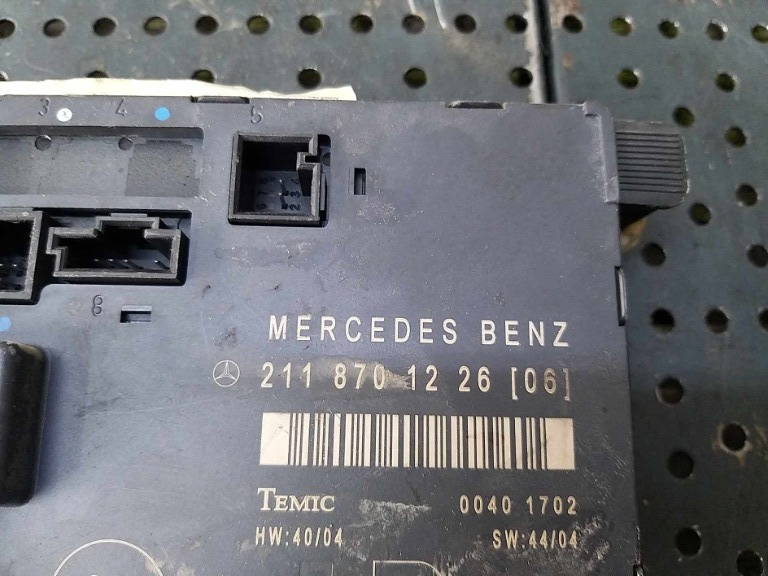 3 4 5
8
MERCEDES BENZ
211 870 12 26 [06]
TEMIC 0040 1702
HW:40/04 SW:44/04